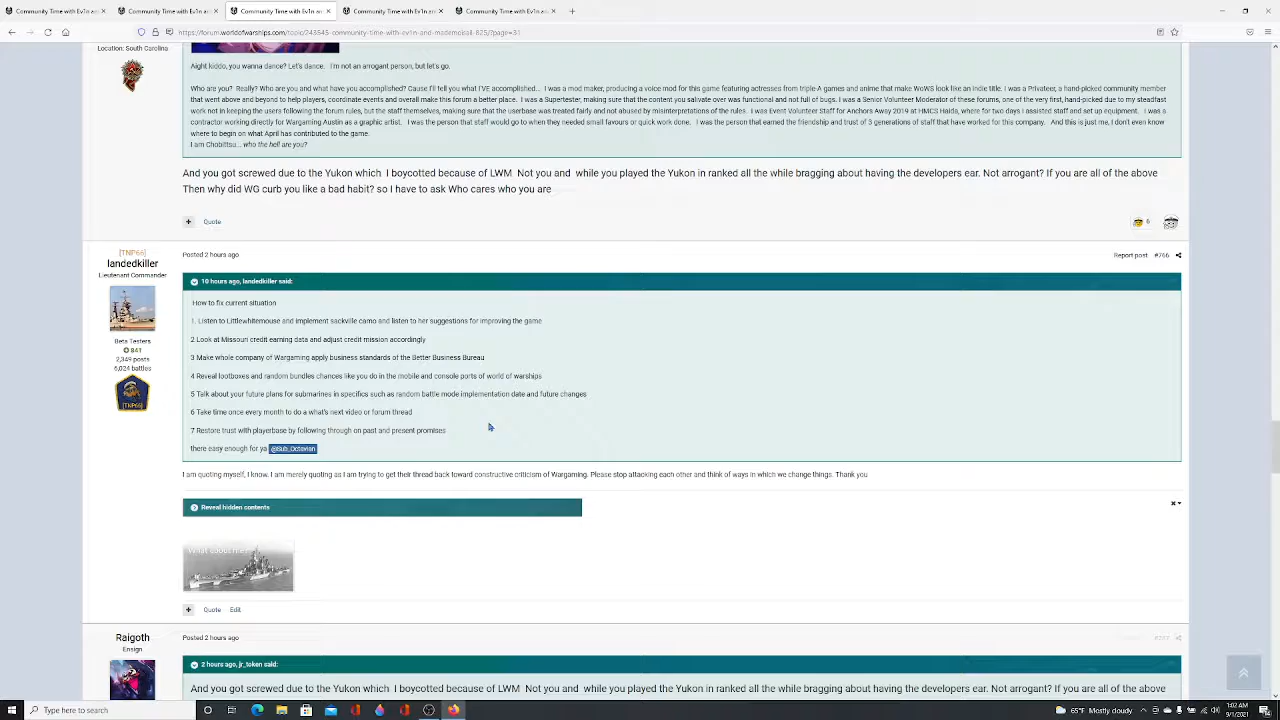 Community Time with Ev1n an
Community Time with Ev1n an
Community Time with Ev1n and
Community Time with Ev1n an
Community Time with Ev1n an
Location: South Carolina
Aight kiddo, you wanna dance? Let's dance. I'm not an arrogant person, but let's go.
Who are you? Really? Who are you and what have you accomplished? Cause I'll tell you what I'VE accomplished... I was a mod maker, producing a voice mod for this game featuring actresses from triple-A games and anime that make WoWS look like an indie title. I was a Privateer, a hand-picked community member
that went above and beyond to help players, coordinate events and overall make this forum a better place. I was a Supertester, making sure that the content you salivate over was functional and not full of bugs. I was a Senior Volunteer Moderator of these forums, one of the very first, hand-picked due to my steadfast
work not in keeping the users following the forum rules, but the staff themselves, making sure that the userbase was treated fairly and not abused by misinterpretations of the rules. I was Event Volunteer Staff for Anchors Away 2019 at HMCS Haida, where for two days I assisted staff and set up equipment. I was a
contractor working directly for Wargaming Austin as a graphic artist. I was the person that staff would go to when they needed small favours or quick work done. I was the person that earned the friendship and trust of 3 generations of staff that have worked for this company. And this is just me, I don't even know
where to begin on what April has contributed to the game.
I am Chobittsu... who the hell are you?
And you got screwed due to the Yukon which I boycotted because of LWM Not you and while you played the Yukon in ranked all the while bragging about having the developers ear. Not arrogant? If you are all of the above
Then why did WG curb you like a bad habit? so I have to ask Who cares who you are
+ Quote
6
[TNP66]
landedkiller
Lieutenant Commander
Beta Testers
841
2,349 posts
6,024 battles
[TNP66]
Posted 2 hours ago
Report post #766
10 hours ago, landedkiller said:
How to fix current situation
1. Listen to Littlewhitemouse and implement sackville camo and listen to her suggestions for improving the game
2 Look at Missouri credit earning data and adjust credit mission accordingly
3 Make whole company of Wargaming apply business standards of the Better Business Bureau
4 Reveal lootboxes and random bundles chances like you do in the mobile and console ports of world of warships
5 Talk about your future plans for submarines in specifics such as random battle mode implementation date and future changes
6 Take time once every month to do a what's next video or forum thread
7 Restore trust with playerbase by following through on past and present promises
there easy enough for ya @Sub_Octavian
I am quoting myself, I know. I am merely quoting as I am trying to get their thread back toward constructive criticism of Wargaming. Please stop attacking each other and think of ways in which we change things. Thank you
Reveal hidden contents
What about me?
+ Quote Edit
Raigoth
Ensign
Posted 2 hours ago
2 hours ago, jr_token said:
And you got screwed due to the Yukon which I boycotted because of LWM Not you and while you played the Yukon in ranked all the while bragging about having the developers ear. Not arrogant? If you are all of the above
Type here to search
65°F Mostly cloudy
1:02 AM
9/1/2021